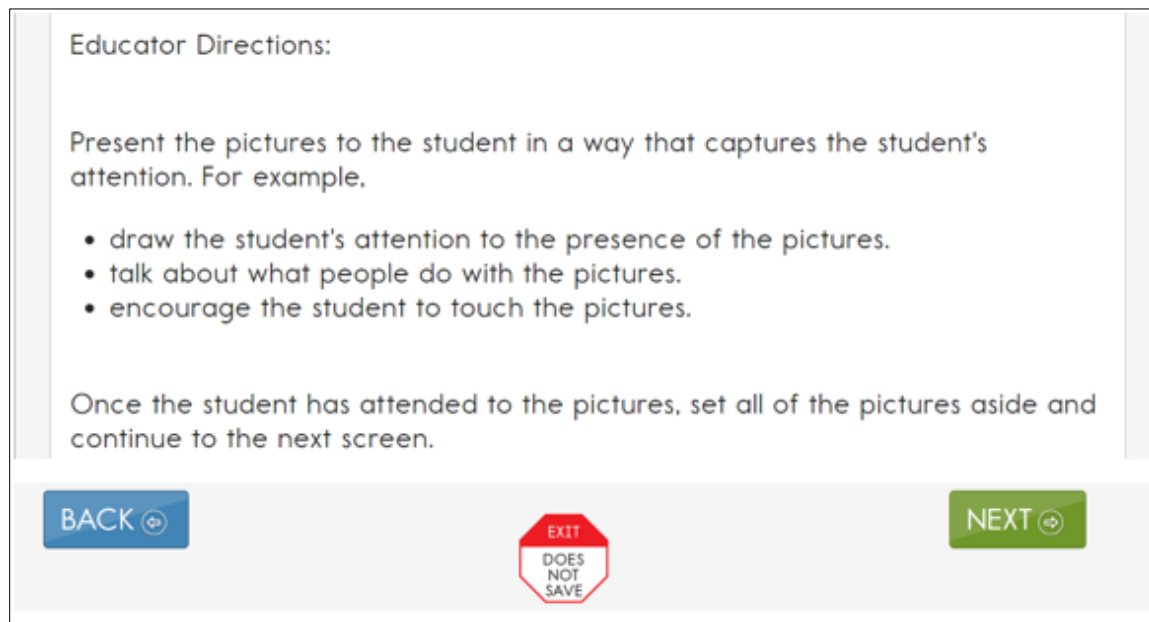 Educator Directions:
Present the pictures to the student in a way that captures the student's
attention. For example,
• draw the student's attention to the presence of the pictures.
• talk about what people do with the pictures.
• encourage the student to touch the pictures.
Once the student has attended to the pictures, set all of the pictures aside and
continue to the next screen.
BACK
NEXT
EXIT
DOES
NOT
SAVE